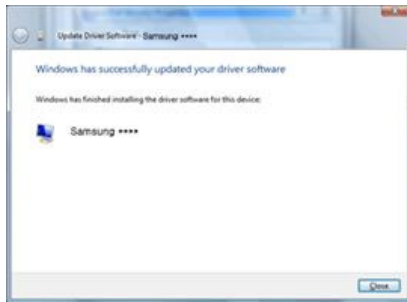 Update Driver Software - Samsung ****
Windows has successfully updated your driver software
Windows has finished installing the driver software for this device:
Samsung ****
Close